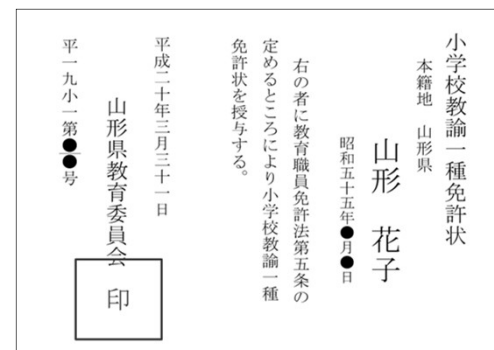 小学校教諭一種免許状
本籍地　山形県
山形　花子
昭和五十五年●月●日
右の者に教育職員免許法第五条の
定めるところにより小学校教諭一種
免許状を授与する。
平成二十年三月三十一日
山形県教育委員会
印
平一九小一第●●号